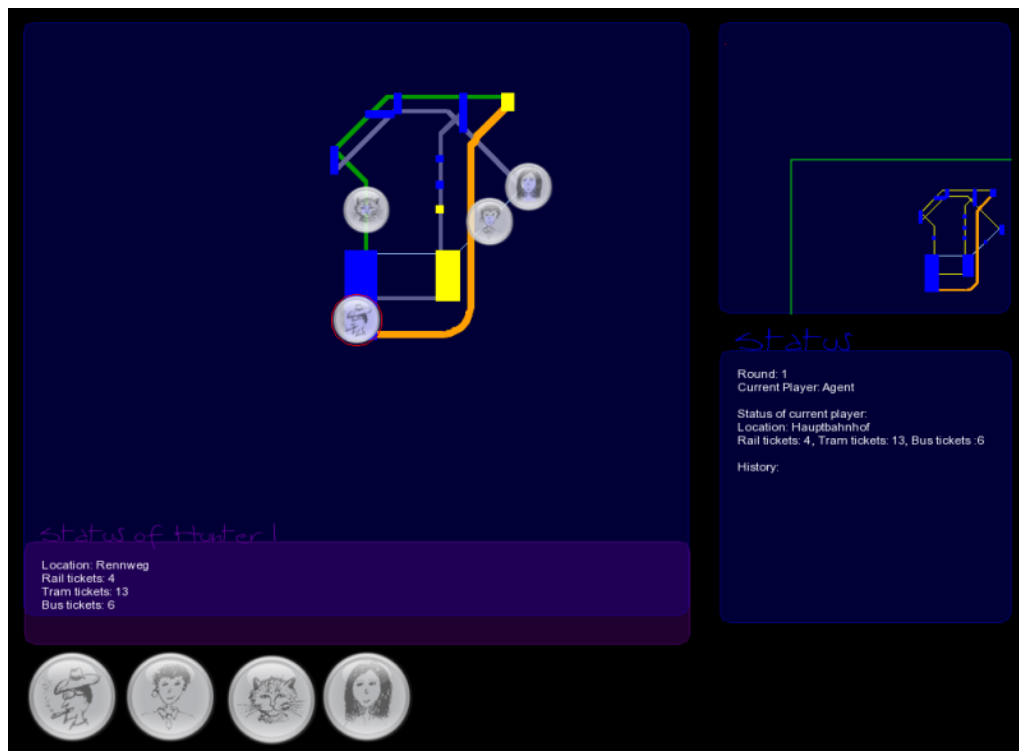 Status
Round: 1
Current Player: Agent
Status of current player:
Location: Hauptbahnhof
Rail tickets: 4, Tram tickets: 13, Bus tickets :6
History:
Status of Hunter 1
Location: Rennweg
Rail tickets: 4
Tram tickets: 13
Bus tickets: 6